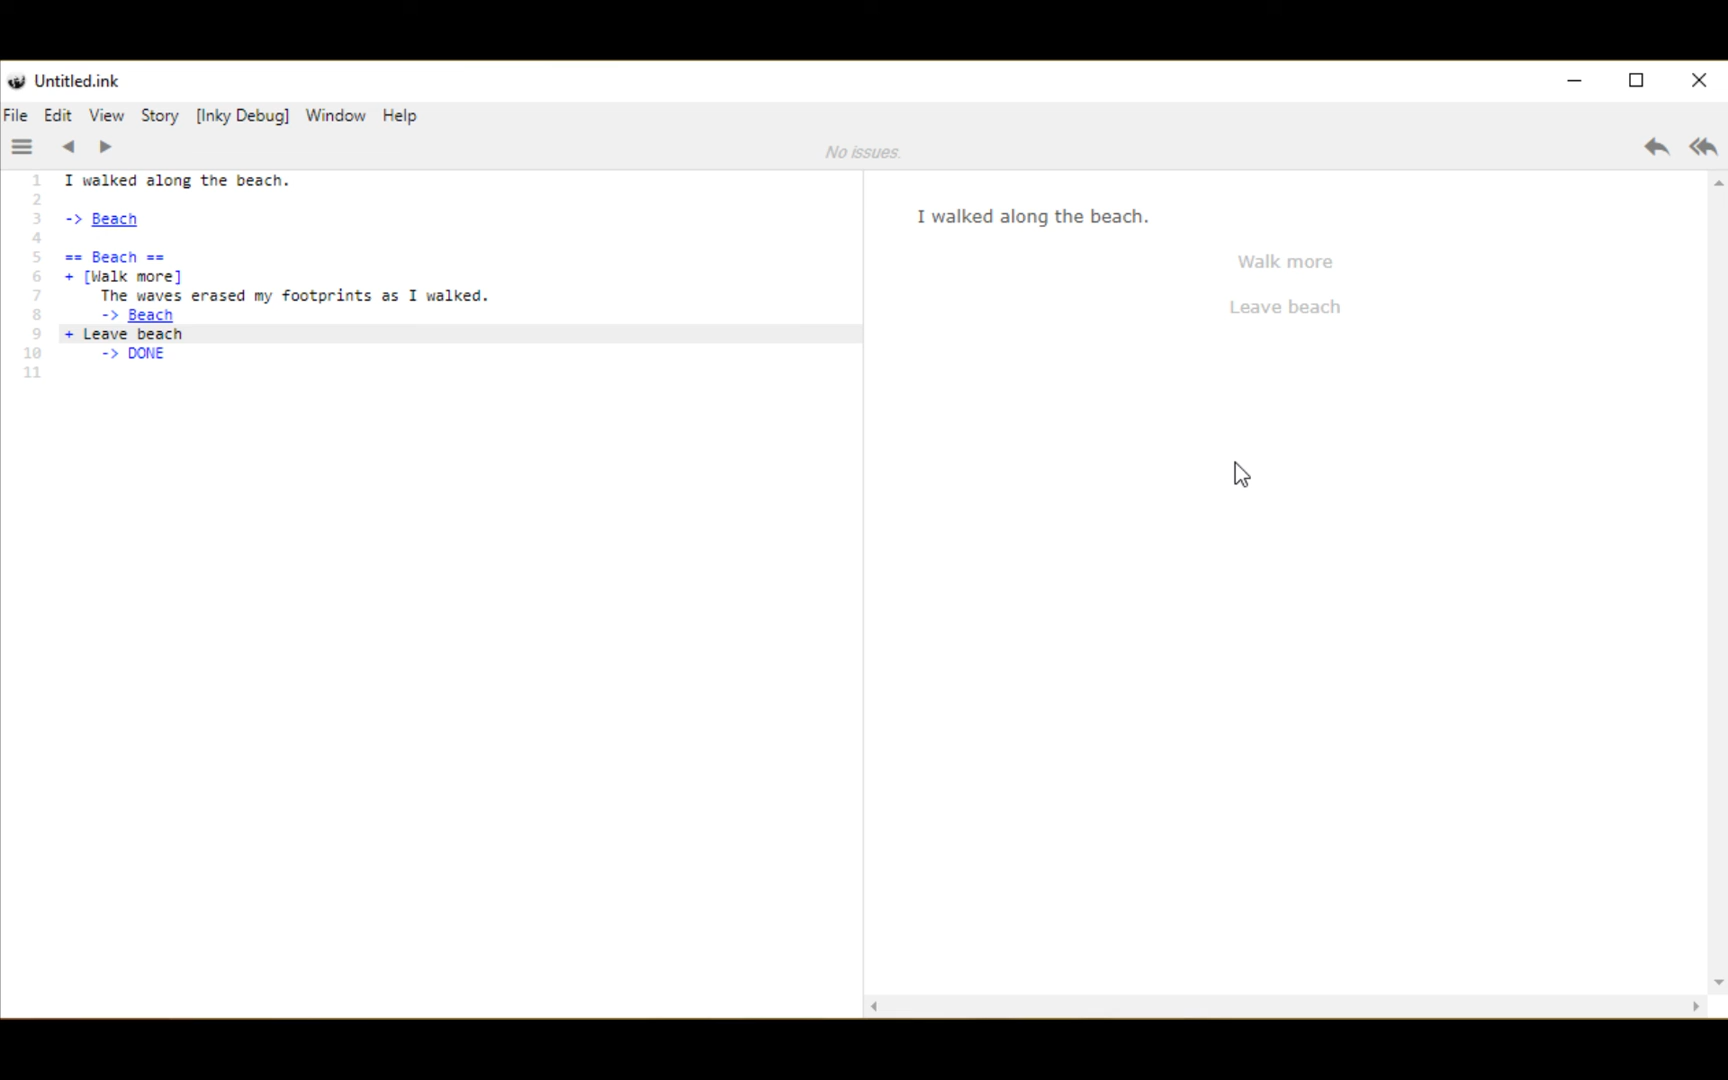 Untitled.ink
File Edit View Story [Inky Debug] Window Help
No issues.
1 I walked along the beach.
2
3 -> Beach
4
5 == Beach ==
6 + [Walk more]
7 The waves erased my footprints as I walked.
8 -> Beach
9 + Leave beach
10 -> DONE
11
I walked along the beach.
Walk more
Leave beach